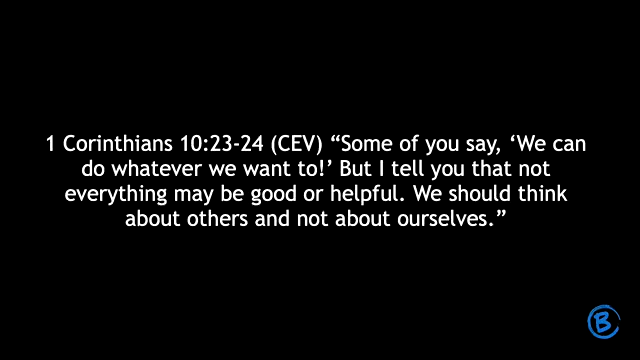 1 Corinthians 10:23-24 (CEV) “Some of you say, ‘We can
do whatever we want to!’ But I tell you that not
everything may be good or helpful. We should think
about others and not about ourselves.”
B